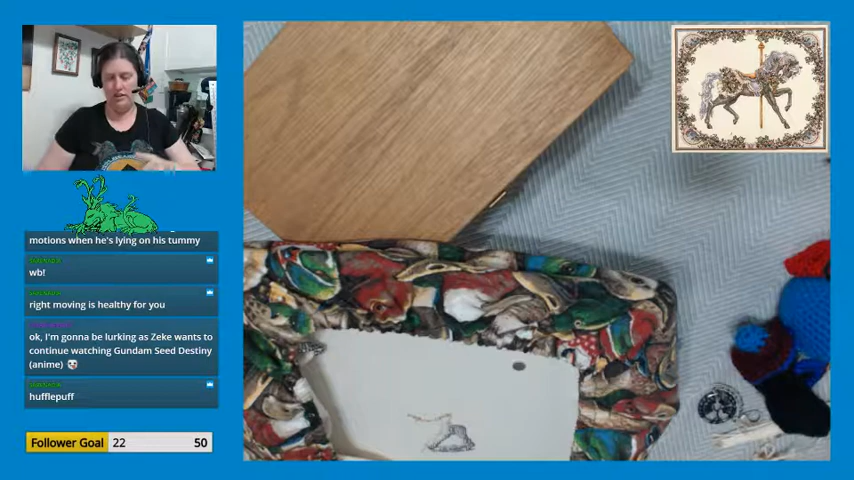 motions when he's lying on his tummy
wb!
right moving is healthy for you
ok, I'm gonna be lurking as Zeke wants to
continue watching Gundam Seed Destiny
(anime)
hufflepuff
Follower Goal 22 50